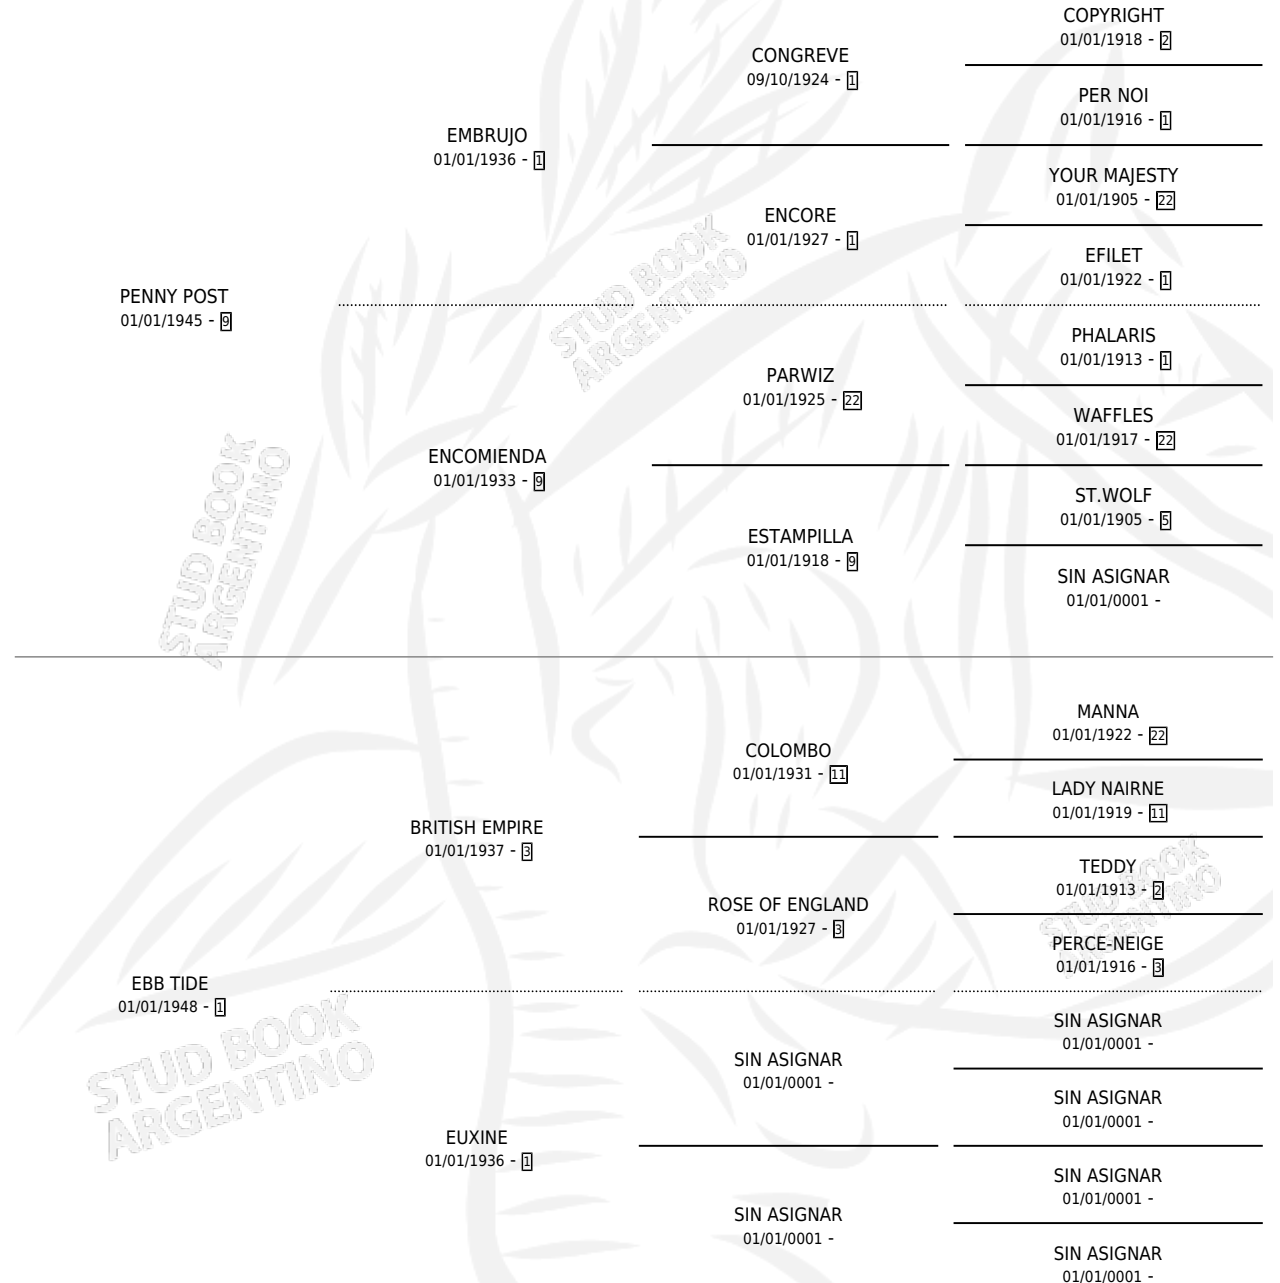 COPYRIGHT
01/01/1918 - 2
CONGREVE
09/10/1924 - 1
PER NOI
01/01/1916 - 1
EMBRUJO
01/01/1936 - 1
YOUR MAJESTY
01/01/1905 - 22
ENCORE
01/01/1927 - 1
EFILET
01/01/1922 - 1
PENNY POST
01/01/1945 - 9
PHALARIS
01/01/1913 - 1
PARWIZ
01/01/1925 - 22
WAFFLES
01/01/1917 - 22
ENCOMIENDA
01/01/1933 - 9
ST.WOLF
01/01/1905 - 5
ESTAMPILLA
01/01/1918 - 9
SIN ASIGNAR
01/01/0001 -
STUD BOOK
ARGENTINO
STUD BOOK
ARGENTINO
MANNA
01/01/1922 - 22
COLOMBO
01/01/1931 - 11
LADY NAIRNE
01/01/1919 - 11
BRITISH EMPIRE
01/01/1937 - 3
TEDDY
01/01/1913 - 2
ROSE OF ENGLAND
01/01/1927 - 3
PERCE-NEIGE
01/01/1916 - 3
STUD BOOK
ARGENTINO
EBB TIDE
01/01/1948 - 1
SIN ASIGNAR
01/01/0001 -
SIN ASIGNAR
01/01/0001 -
SIN ASIGNAR
01/01/0001 -
EUXINE
01/01/1936 - 1
SIN ASIGNAR
01/01/0001 -
SIN ASIGNAR
01/01/0001 -
SIN ASIGNAR
01/01/0001 -
STUD BOOK
ARGENTINO